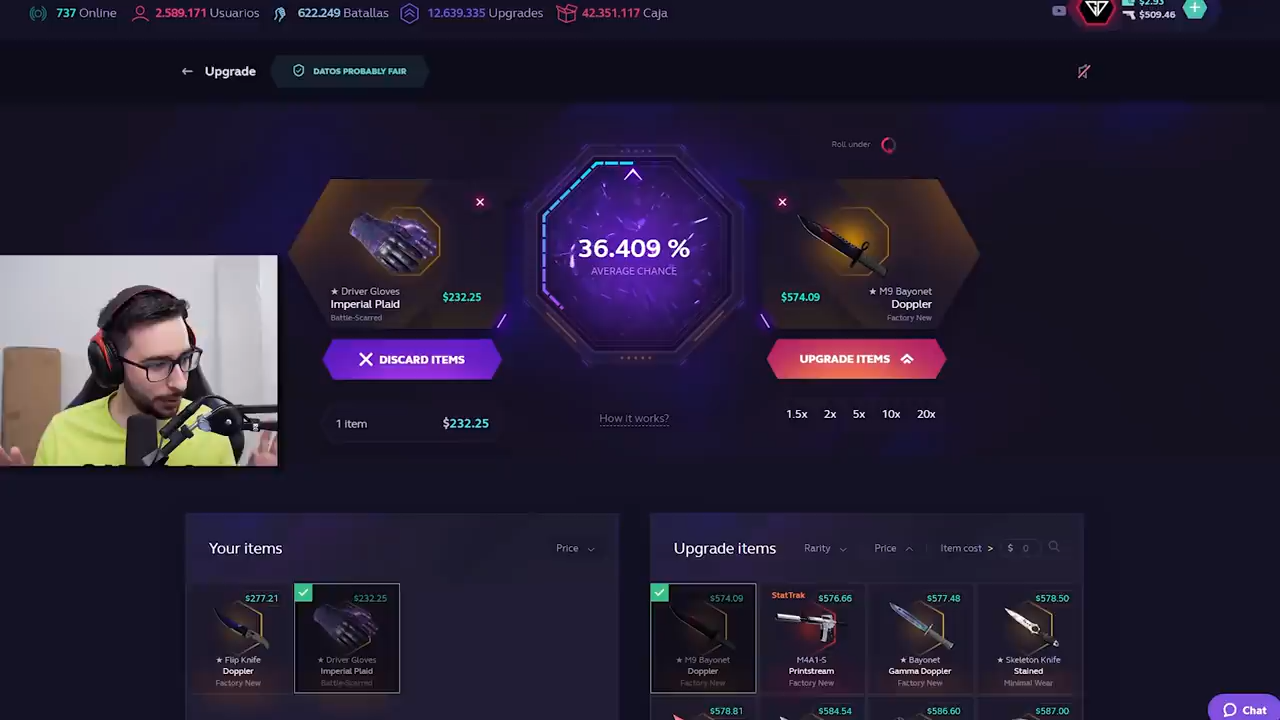 737 Online
2.589.171 Usuarios
622.249 Batallas
12.639.335 Upgrades
42.351.117 Caja
$2.93
$509.46
Upgrade
DATOS PROBABLY FAIR
Roll under
★ Driver Gloves
Imperial Plaid
Battle-Scarred
$232.25
36.409 %
AVERAGE CHANCE
$574.09
★ M9 Bayonet
Doppler
Factory New
DISCARD ITEMS
UPGRADE ITEMS
1 item
$232.25
How it works?
1.5x 2x 5x 10x 20x
Your items
Price
Upgrade items
Rarity
Price
Item cost > $ 0
$277.21
★ Flip Knife
Doppler
Factory New
$232.25
★ Driver Gloves
Imperial Plaid
Battle-Scarred
$574.09
★ M9 Bayonet
Doppler
Factory New
StatTrak
$576.66
M4A1-S
Printstream
Factory New
$577.48
★ Bayonet
Gamma Doppler
Factory New
$578.50
★ Skeleton Knife
Stained
Minimal Wear
$578.81
$584.54
$586.60
$587.00
Chat